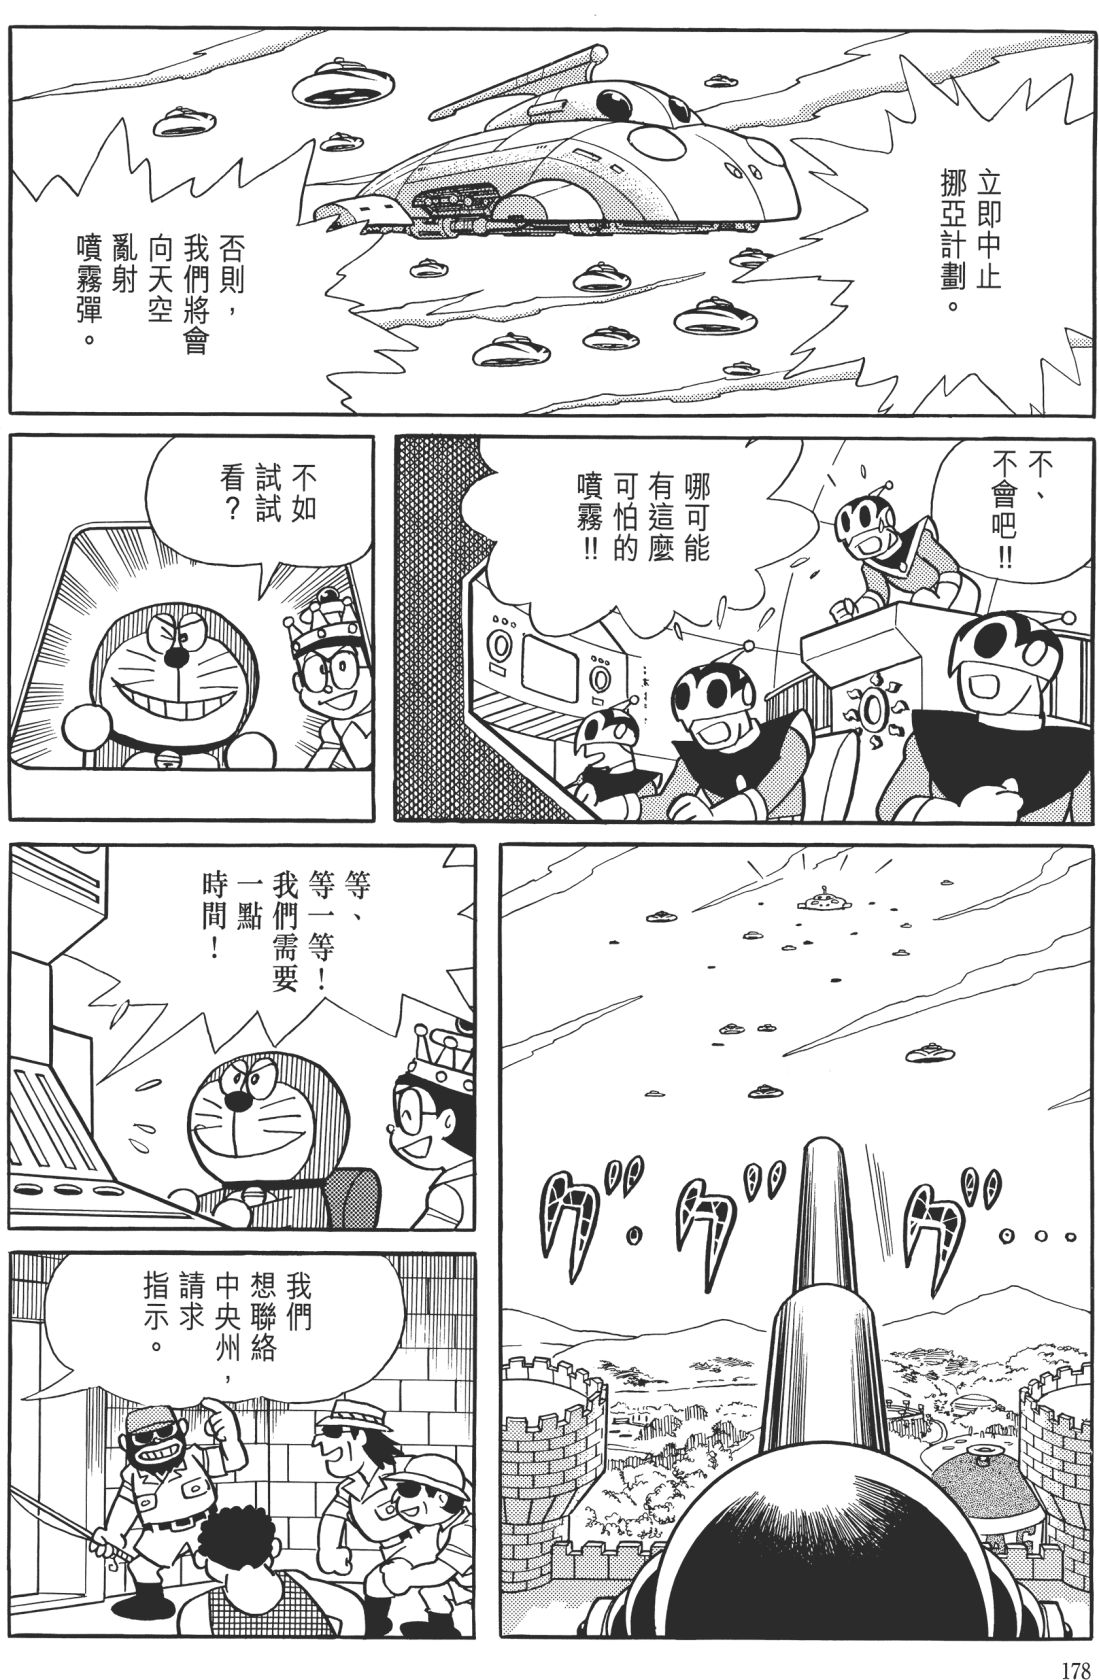 立即中止
挪亞計劃。
否則，
我們將會
向天空
亂射
噴霧彈。
不、
不會吧!!
哪可能
有這麼
可怕的
噴霧!!
不如
試試
看？
グ・グ グ・・・
等、
等一等！
我們需要
一點
時間！
我們
想聯絡
中央州，
請求
指示。
178